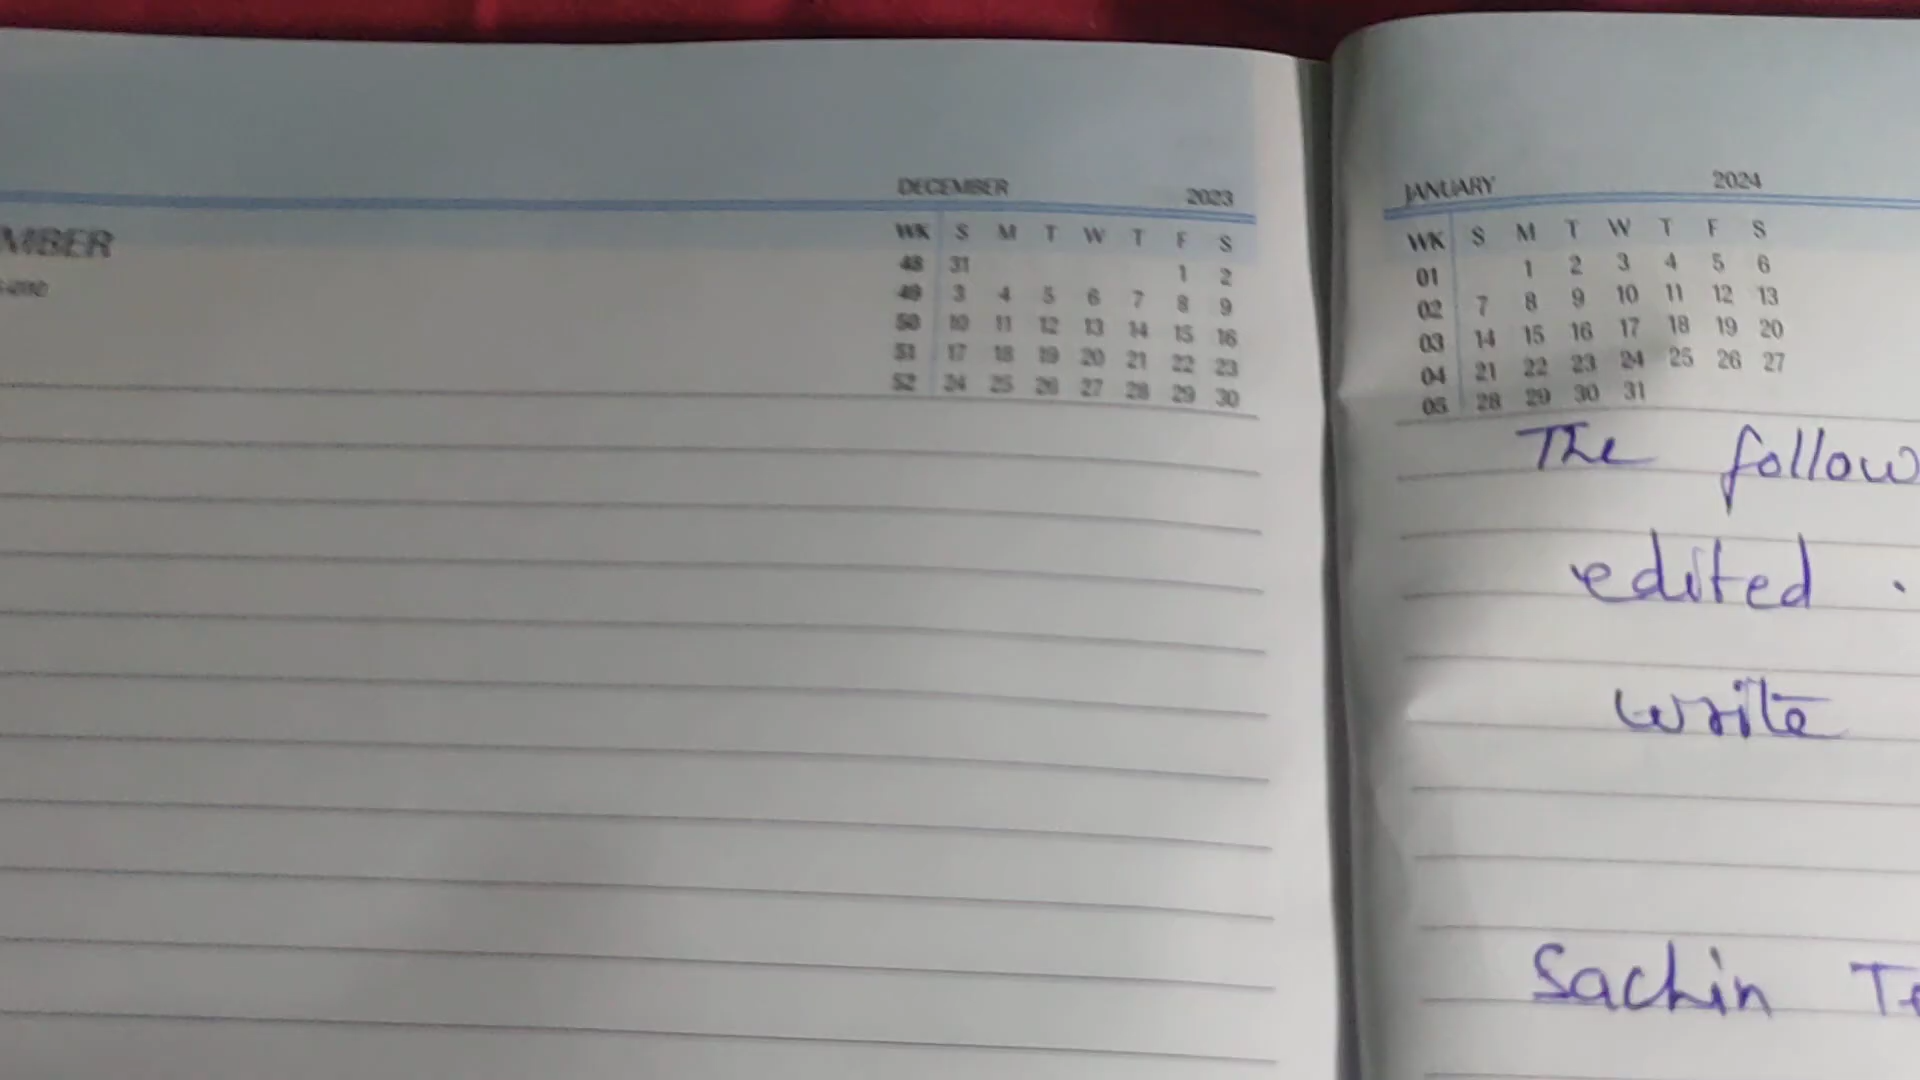 DECEMBER 2023
WK S M T W T F S
48 31 1 2
49 3 4 5 6 7 8 9
50 10 11 12 13 14 15 16
51 17 18 19 20 21 22 23
52 24 25 26 27 28 29 30
MBER
JANUARY 2024
WK S M T W T F S
01 1 2 3 4 5 6
02 7 8 9 10 11 12 13
03 14 15 16 17 18 19 20
04 21 22 23 24 25 26 27
05 28 29 30 31
The follow
edited .
write
Sachin Te